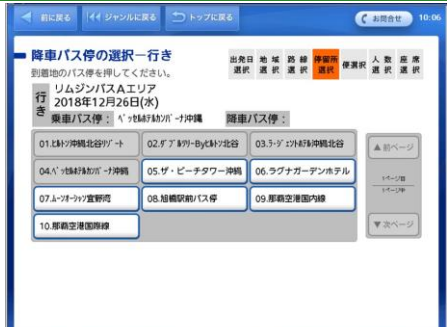 前に戻る ジャンルに戻る トップに戻る お問合せ 10:06
降車バス停の選択ー行き
到着地のバス停を押してください。
出発日選択 地域選択 路線選択 停留所選択 便選択 人数選択 座席選択
行き
リムジンバスAエリア
2018年12月26日(水)
乗車バス停： ﾍﾞｯｾﾙﾎﾃﾙｶﾝﾊﾟｰﾅ沖縄 降車バス停：
01.ﾋﾙﾄﾝ沖縄北谷ﾘｿﾞｰﾄ 02.ｻﾞ ﾀﾞﾌﾞﾙﾂﾘｰByﾋﾙﾄﾝ北谷 03.ﾗ･ｼﾞｪﾝﾄﾎﾃﾙ沖縄北谷
04.ﾍﾞｯｾﾙﾎﾃﾙｶﾝﾊﾟｰﾅ沖縄 05.ザ・ビーチタワー沖縄 06.ラグナガーデンホテル
07.ﾑｰﾝｵｰｼｬﾝ宜野湾 08.旭橋駅前バス停 09.那覇空港国内線
10.那覇空港国際線
▲前ページ
1ページ目
1ページ中
▼次ページ